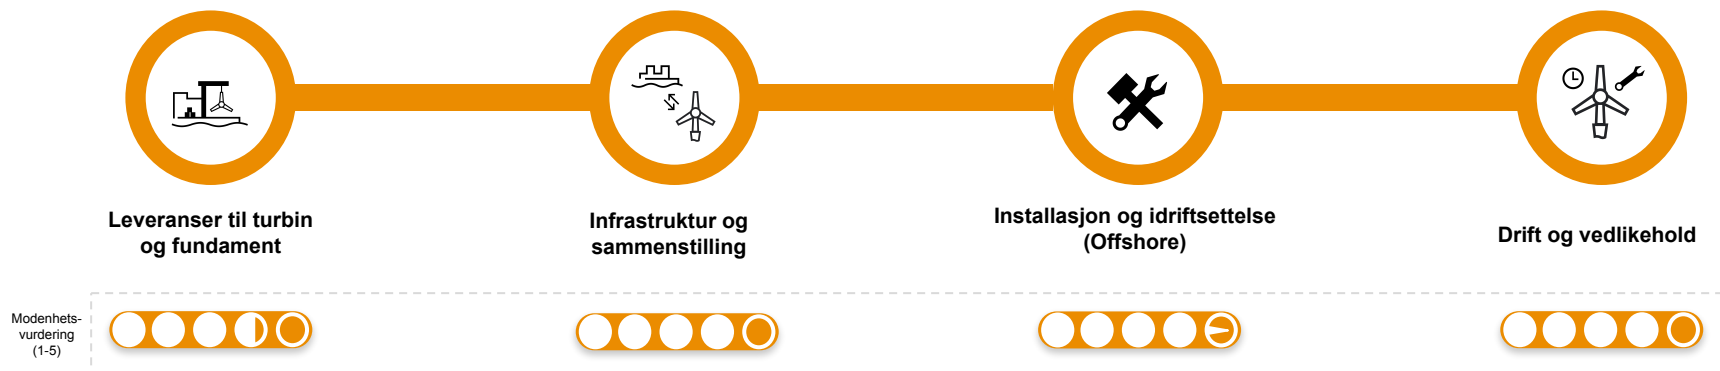 Leveranser til turbin
og fundament
Infrastruktur og
sammenstilling
Installasjon og idriftsettelse
(Offshore)
Drift og vedlikehold
Modenhets-
vurdering
(1-5)